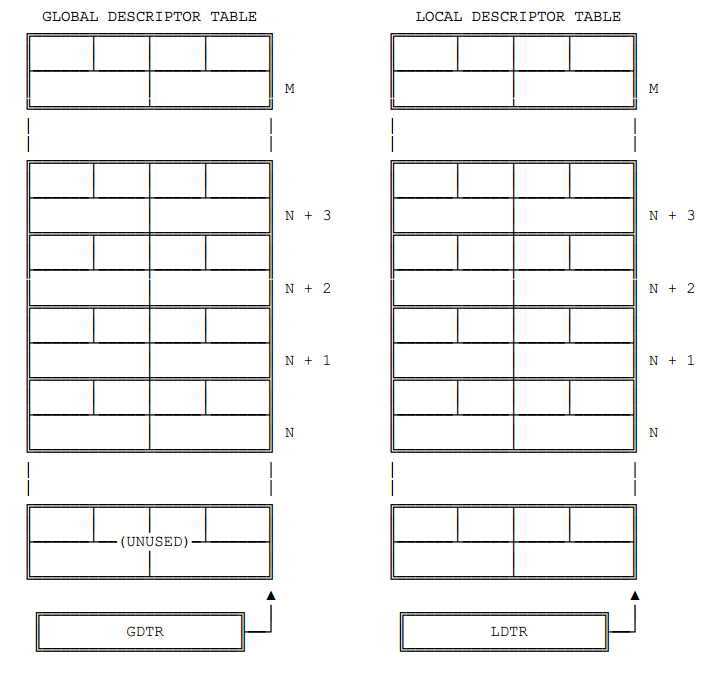 GLOBAL DESCRIPTOR TABLE
LOCAL DESCRIPTOR TABLE
M
M
N + 3
N + 3
N + 2
N + 2
N + 1
N + 1
N
N
(UNUSED)
GDTR
LDTR